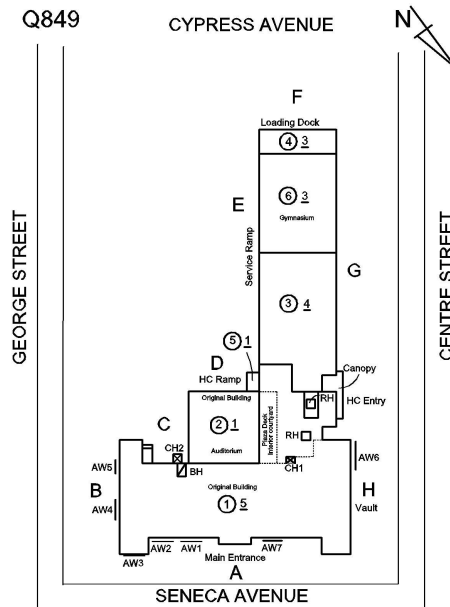 Q849
CYPRESS AVENUE
N
F
Loading Dock
4 3
6 3
Gymnasium
E
Service Ramp
G
GEORGE STREET
CENTRE STREET
3 4
5 1
D
HC Ramp
Canopy
RH
HC Entry
Original Building
2 1
Auditorium
Plaza Deck
Interior courtyard
C
CH2
RH
CH1
BH
AW5
B
AW4
AW6
H
Vault
Original Building
1 5
AW3
AW2
AW1
AW7
Main Entrance
A
SENECA AVENUE